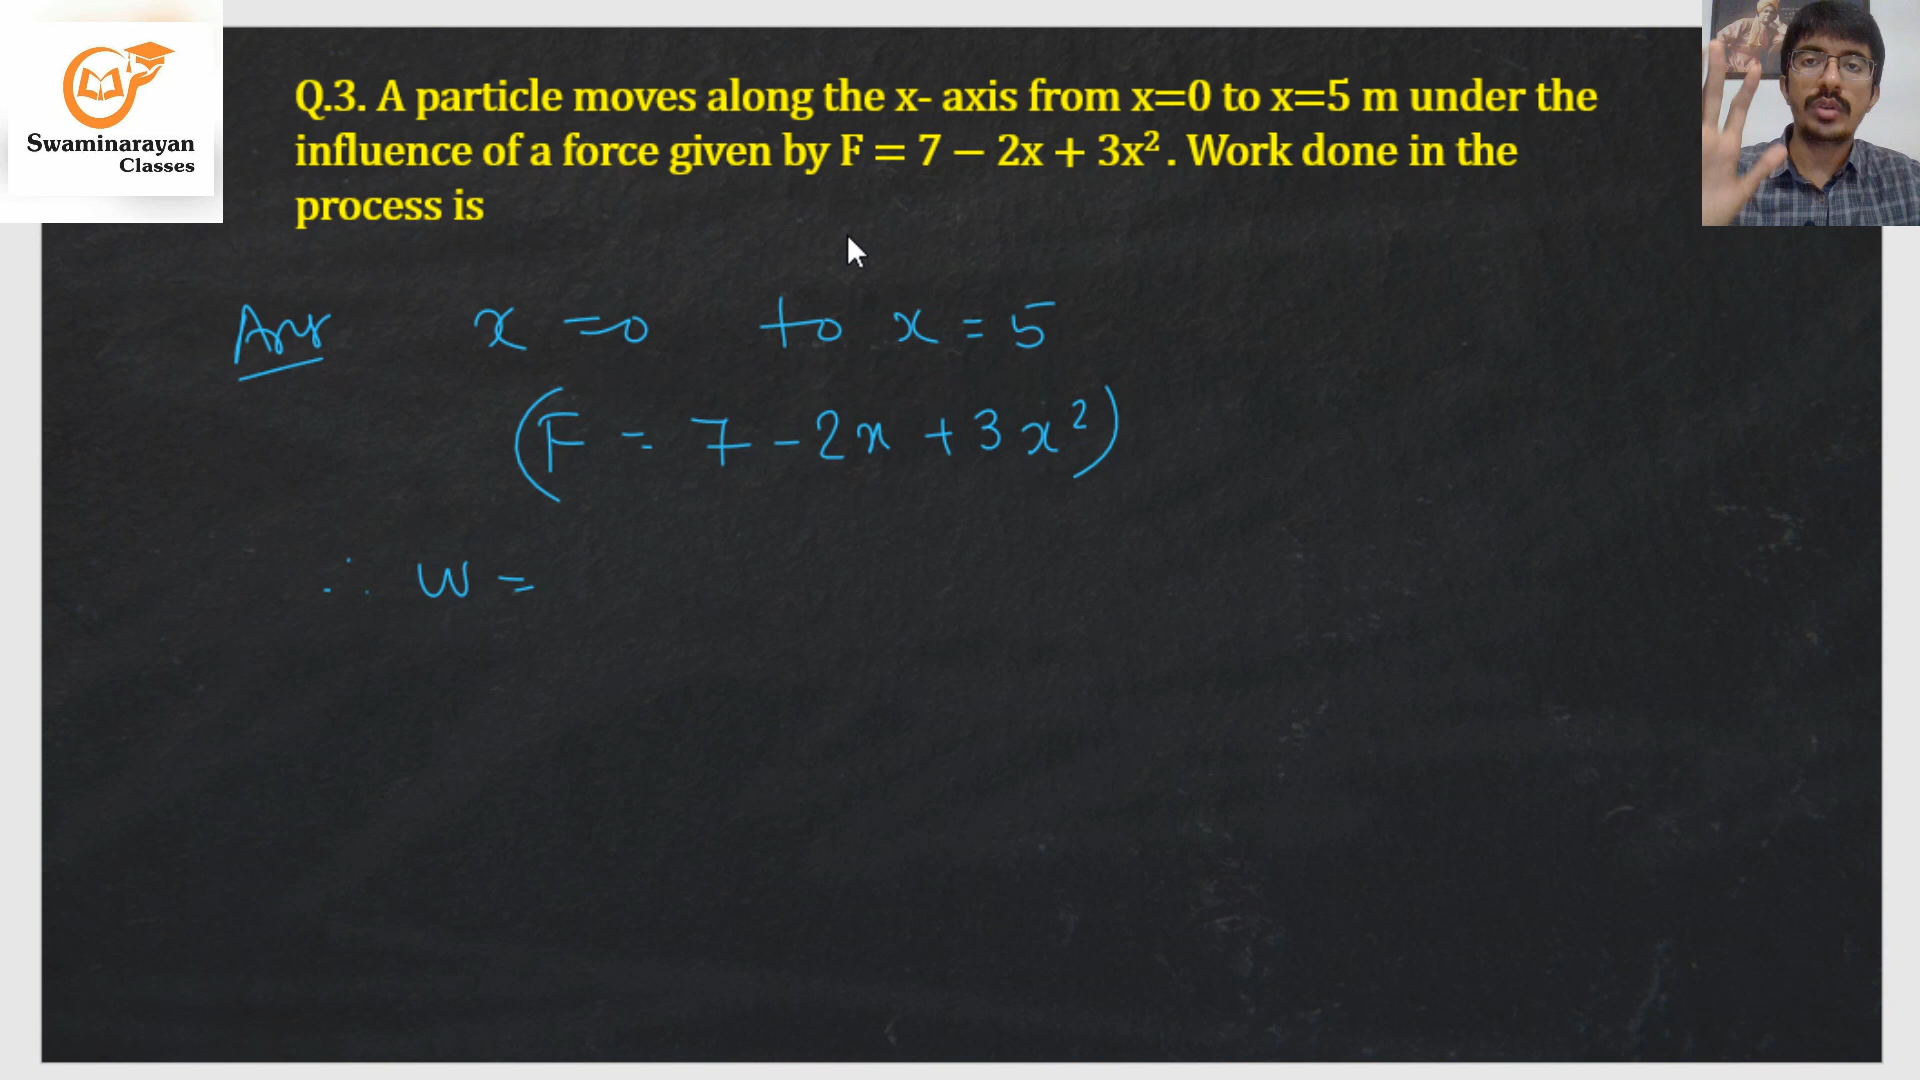 Swaminarayan
Classes
Q.3. A particle moves along the x- axis from x=0 to x=5 m under the
influence of a force given by F = 7 − 2x + 3x². Work done in the
process is
Ans x = 0 to x = 5
(F = 7 - 2x + 3x²)
∴ W =